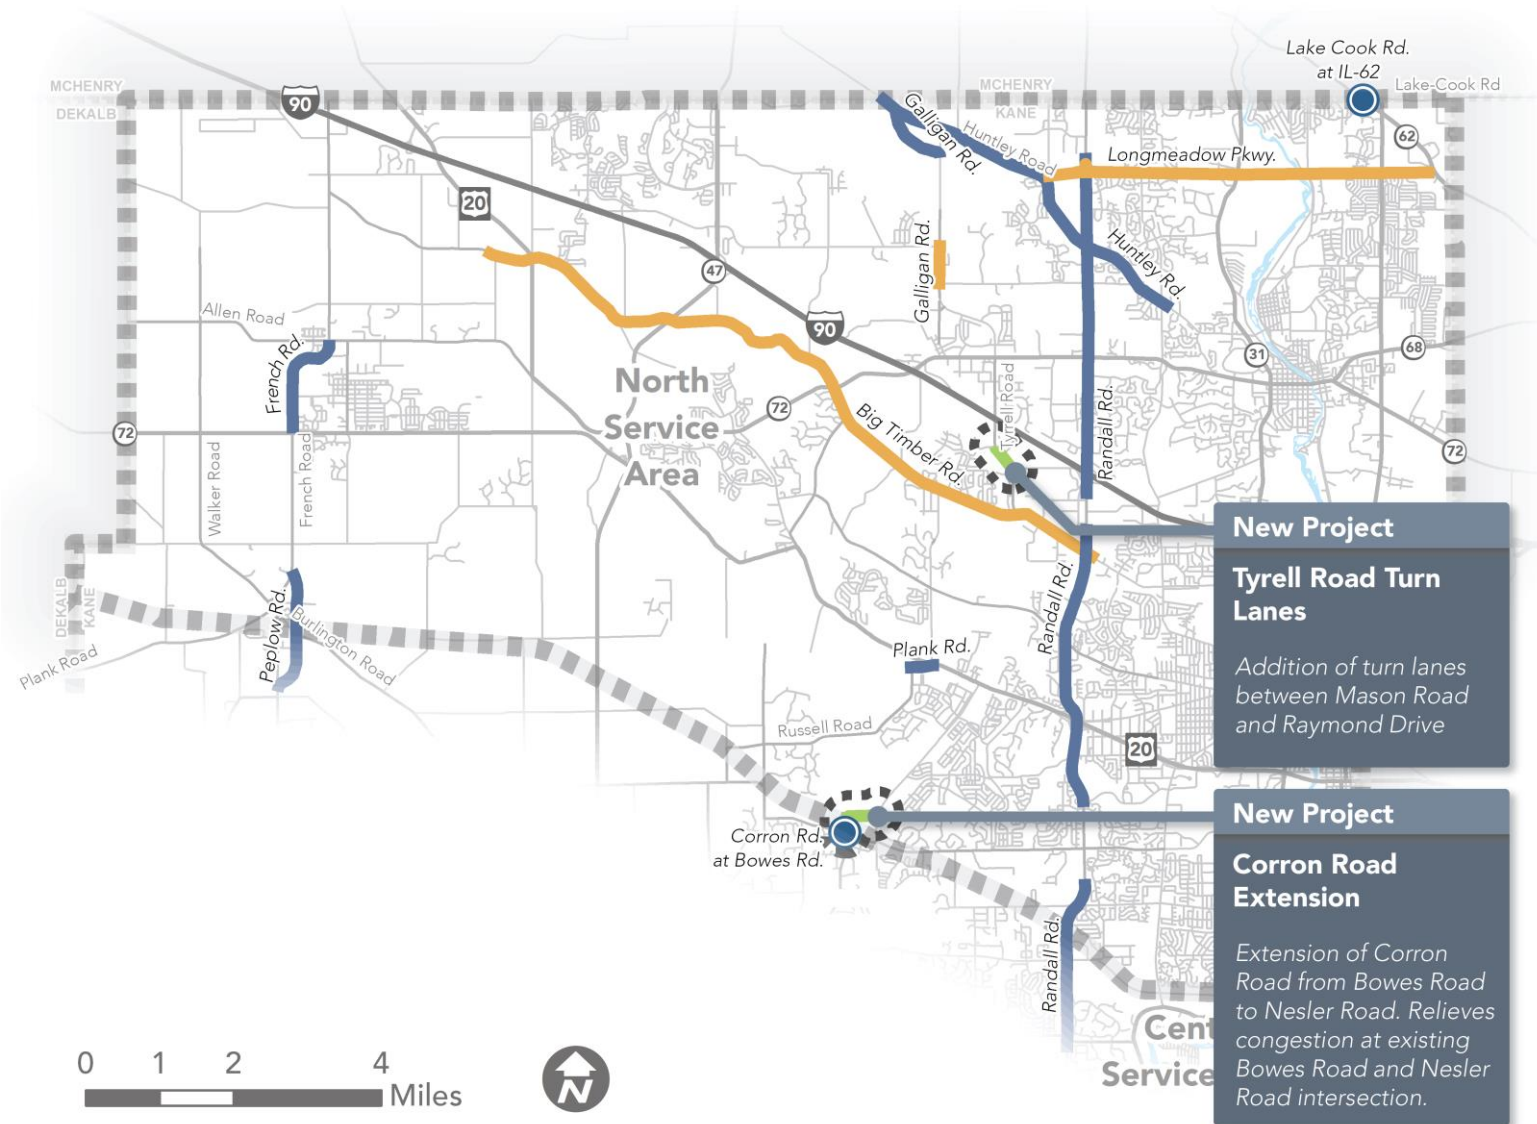 Lake Cook Rd.
at IL-62
MCHENRY
DEKALB
90
MCHENRY
KANE
Lake-Cook Rd
62
Galligan Rd.
Huntley Road
Longmeadow Pkwy.
20
47
Galligan Rd.
Huntley Rd.
Allen Road
French Rd.
90
31
68
North
Service
Area
72
72
Tyrrell Road
Randall Rd.
Big Timber Rd.
72
Walker Road
French Road
New Project
Tyrell Road Turn
Lanes
Addition of turn lanes
between Mason Road
and Raymond Drive
DEKALB
KANE
Plank Road
Peplow Rd.
Burlington Road
Randall Rd.
Plank Rd.
Russell Road
20
Corron Rd.
at Bowes Rd.
New Project
Corron Road
Extension
Extension of Corron
Road from Bowes Road
to Nesler Road. Relieves
congestion at existing
Bowes Road and Nesler
Road intersection.
Randall Rd.
Cent
Service
0 1 2 4
Miles
N